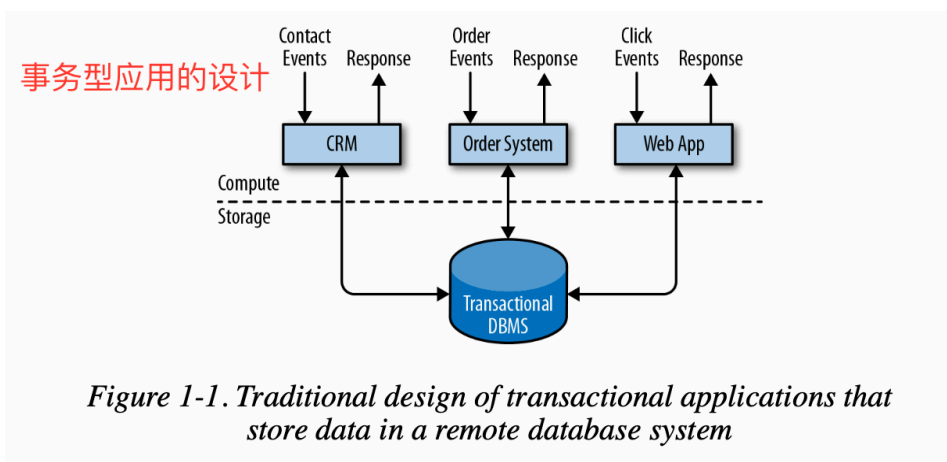 事务型应用的设计
Contact
Events
Response
Order
Events
Response
Click
Events
Response
CRM
Order System
Web App
Compute
Storage
Transactional
DBMS
Figure 1-1. Traditional design of transactional applications that
store data in a remote database system